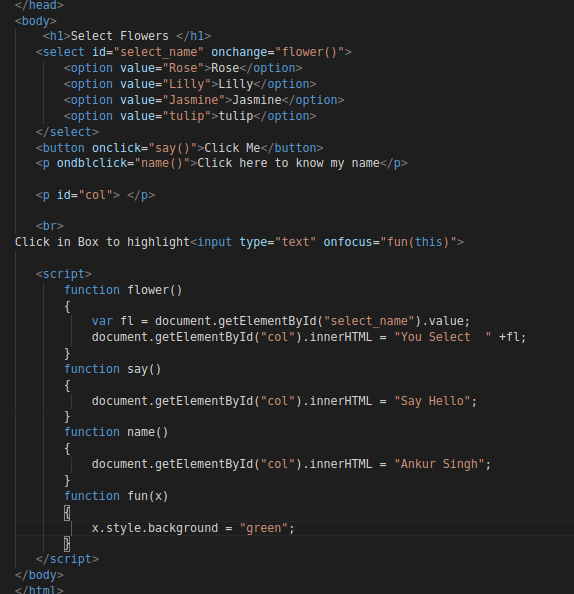 </head>
<body>
    <h1>Select Flowers </h1>
   <select id="select_name" onchange="flower()">
       <option value="Rose">Rose</option>
       <option value="Lilly">Lilly</option>
       <option value="Jasmine">Jasmine</option>
       <option value="tulip">tulip</option>
   </select>
   <button onclick="say()">Click Me</button>
   <p ondblclick="name()">Click here to know my name</p>

   <p id="col"> </p>

   <br>
Click in Box to highlight<input type="text" onfocus="fun(this)">

   <script>
       function flower()
       {
           var fl = document.getElementById("select_name").value;
           document.getElementById("col").innerHTML = "You Select  " +fl;
       }
       function say()
       {
           document.getElementById("col").innerHTML = "Say Hello";
       }
       function name()
       {
           document.getElementById("col").innerHTML = "Ankur Singh";
       }
       function fun(x)
       {
           x.style.background = "green";
       }
   </script>
</body>
</html>